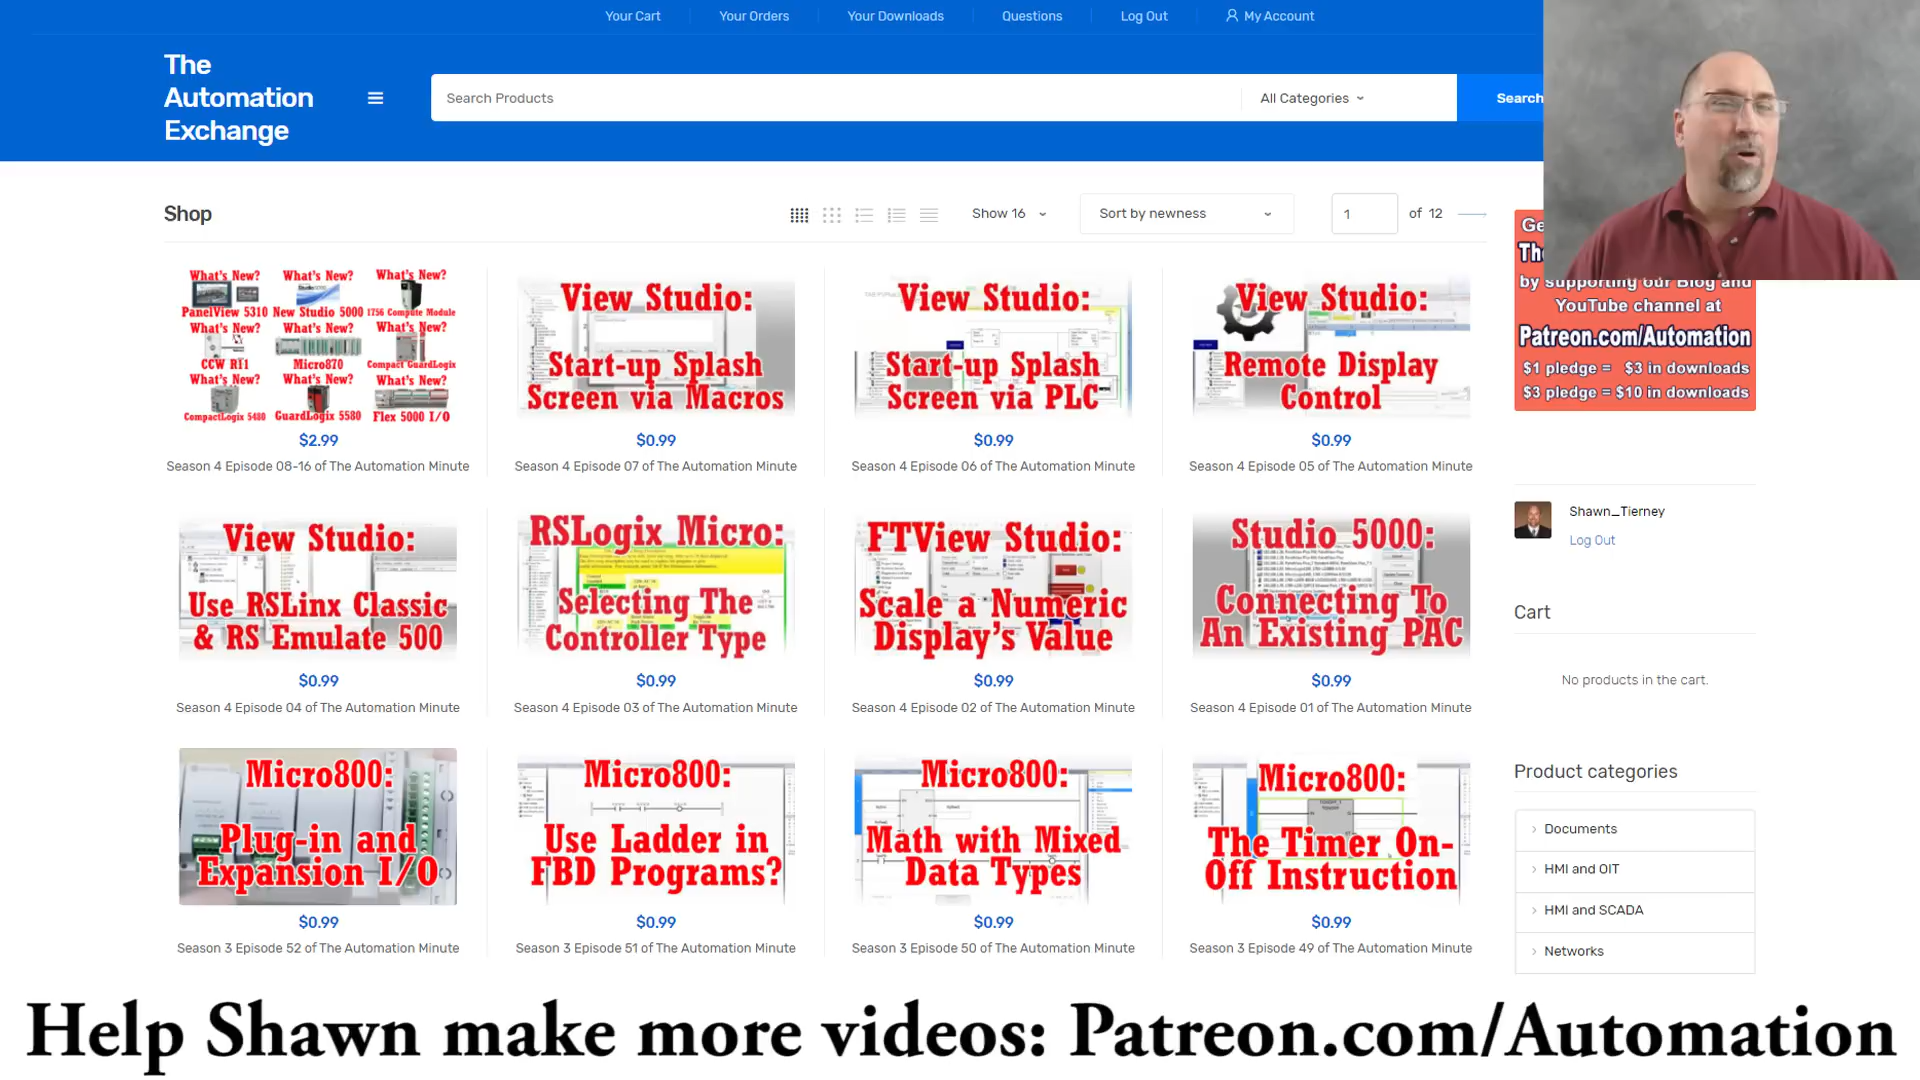 Your Cart
Your Orders
Your Downloads
Questions
Log Out
My Account
The
Automation
Exchange
Search Products
All Categories
Search
Shop
Show 16
Sort by newness
1
of 12
What's New?
What's New?
What's New?
PanelView 5310
New Studio 5000
1756 Compute Module
What's New?
What's New?
What's New?
CCW R11
Micro870
Compact GuardLogix
What's New?
What's New?
What's New?
CompactLogix 5480
GuardLogix 5580
Flex 5000 I/O
$2.99
Season 4 Episode 08-16 of The Automation Minute
View Studio:
Start-up Splash
Screen via Macros
$0.99
Season 4 Episode 07 of The Automation Minute
View Studio:
Start-up Splash
Screen via PLC
$0.99
Season 4 Episode 06 of The Automation Minute
View Studio:
Remote Display
Control
$0.99
Season 4 Episode 05 of The Automation Minute
View Studio:
Use RSLinx Classic
& RS Emulate 500
$0.99
Season 4 Episode 04 of The Automation Minute
RSLogix Micro:
Selecting The
Controller Type
$0.99
Season 4 Episode 03 of The Automation Minute
FTView Studio:
Scale a Numeric
Display's Value
$0.99
Season 4 Episode 02 of The Automation Minute
Studio 5000:
Connecting To
An Existing PAC
$0.99
Season 4 Episode 01 of The Automation Minute
Micro800:
Plug-in and
Expansion I/O
$0.99
Season 3 Episode 52 of The Automation Minute
Micro800:
Use Ladder in
FBD Programs?
$0.99
Season 3 Episode 51 of The Automation Minute
Micro800:
Math with Mixed
Data Types
$0.99
Season 3 Episode 50 of The Automation Minute
Micro800:
The Timer On-
Off Instruction
$0.99
Season 3 Episode 49 of The Automation Minute
by supporting our Blog and
YouTube channel at
Patreon.com/Automation
$1 pledge = $3 in downloads
$3 pledge = $10 in downloads
Shawn_Tierney
Log Out
Cart
No products in the cart.
Product categories
Documents
HMI and OIT
HMI and SCADA
Networks
Help Shawn make more videos: Patreon.com/Automation